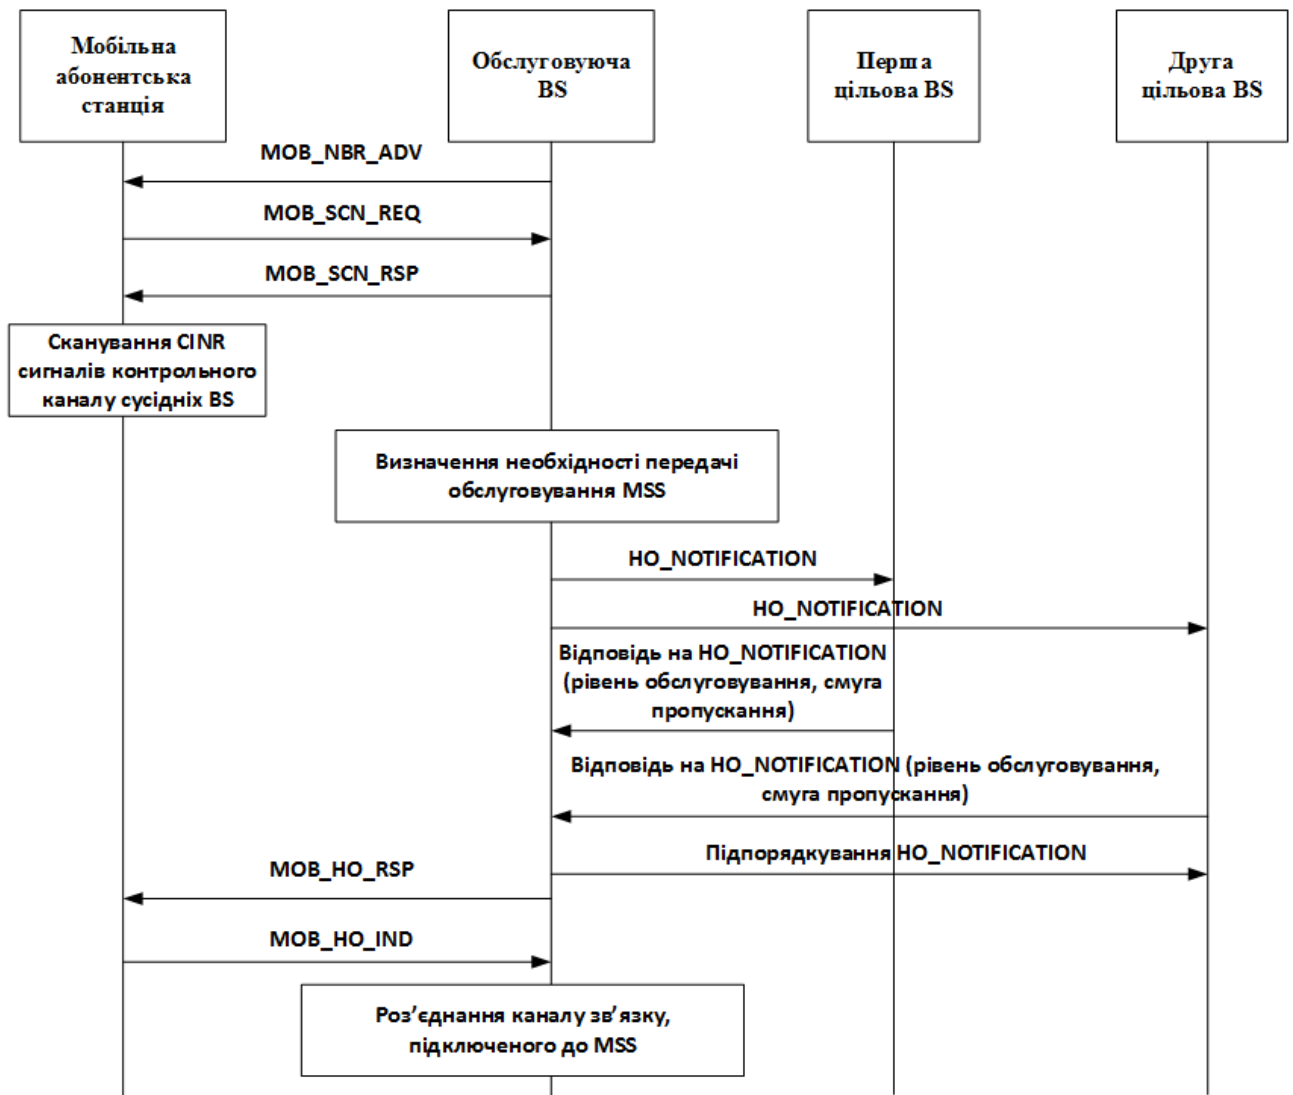 Мобільна
абонентська
станція
Обслуговуюча
BS
Перша
цільова BS
Друга
цільова BS
MOB_NBR_ADV
MOB_SCN_REQ
MOB_SCN_RSP
Сканування CINR
сигналів контрольного
каналу сусідніх BS
Визначення необхідності передачі
обслуговування MSS
HO_NOTIFICATION
HO_NOTIFICATION
Відповідь на HO_NOTIFICATION
(рівень обслуговування, смуга
пропускання)
Відповідь на HO_NOTIFICATION (рівень обслуговування,
смуга пропускання)
Підпорядкування HO_NOTIFICATION
MOB_HO_RSP
MOB_HO_IND
Роз’єднання каналу зв’язку,
підключеного до MSS